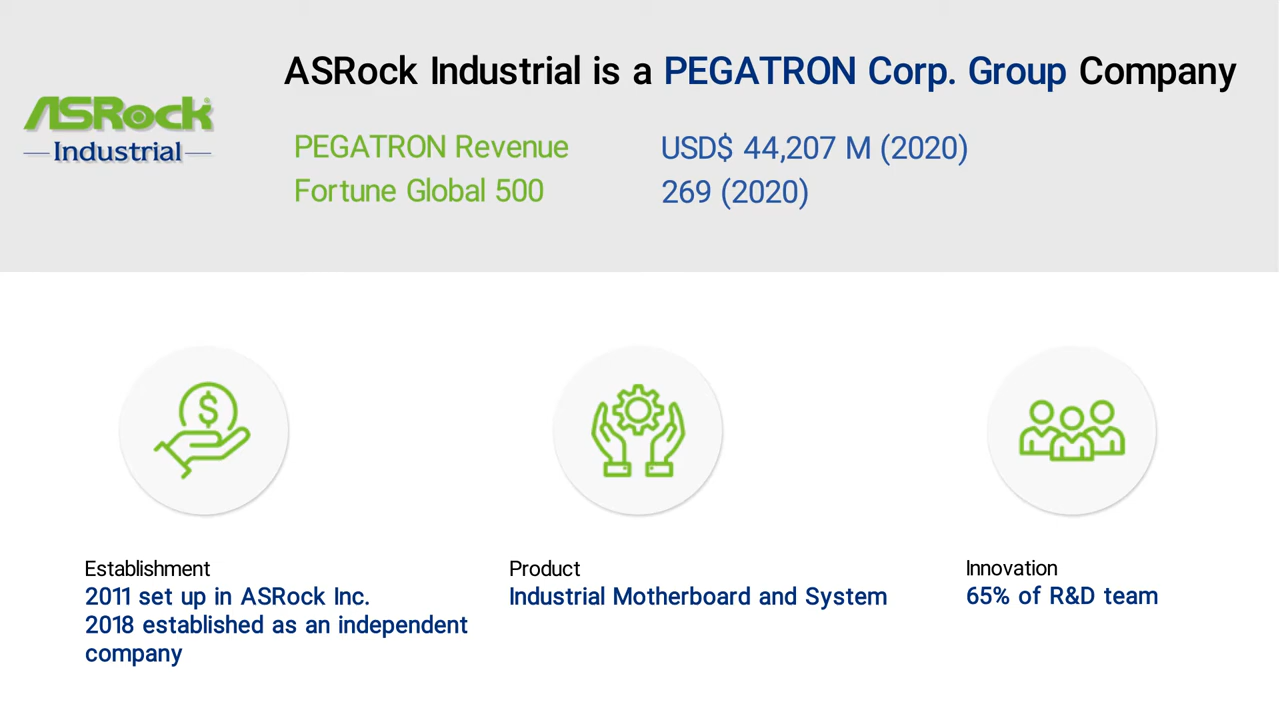 ASRock
Industrial
ASRock Industrial is a PEGATRON Corp. Group Company
PEGATRON Revenue USD$ 44,207 M (2020)
Fortune Global 500 269 (2020)
Establishment
2011 set up in ASRock Inc.
2018 established as an independent
company
Product
Industrial Motherboard and System
Innovation
65% of R&D team